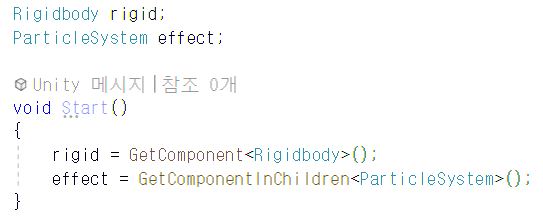 Rigidbody rigid;
ParticleSystem effect;
Unity 메시지|참조 0개
void Start()
{
rigid = GetComponent<Rigidbody>();
effect = GetComponentInChildren<ParticleSystem>();
}